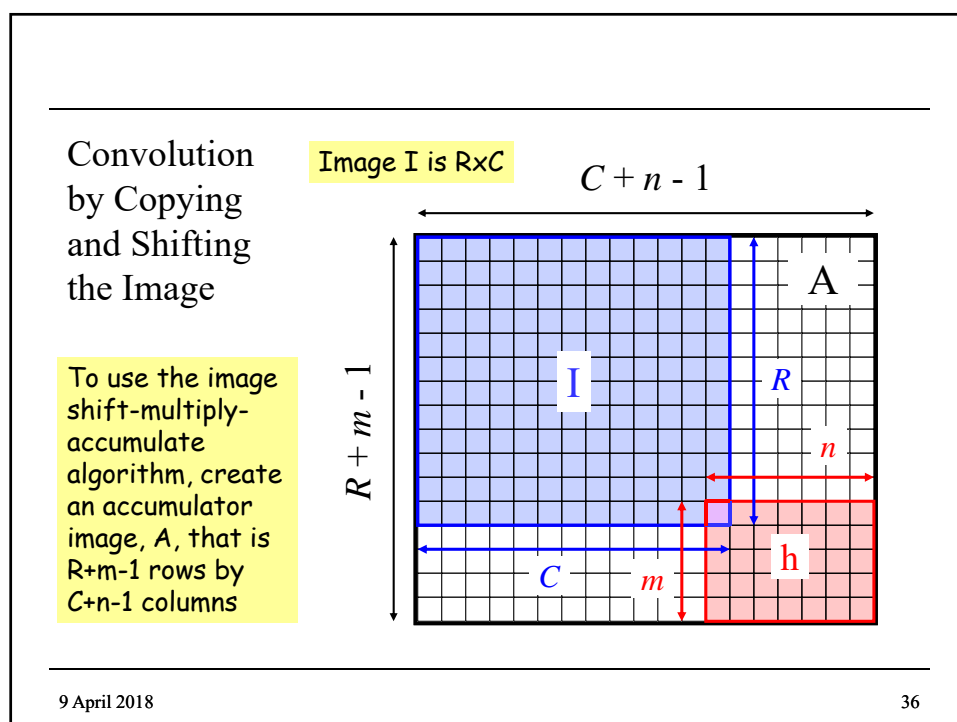 Convolution
by Copying
and Shifting
the Image
Image I is RxC
C + n - 1
A
I
R
R + m - 1
n
To use the image
shift-multiply-
accumulate
algorithm, create
an accumulator
image, A, that is
R+m-1 rows by
C+n-1 columns
h
C
m
9 April 2018
36